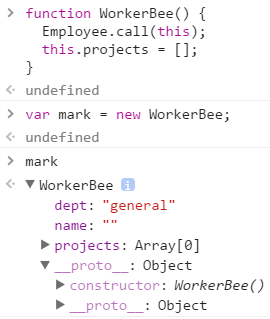 function WorkerBee() {
Employee.call(this);
this.projects = [];
}
undefined
var mark = new WorkerBee;
undefined
mark
WorkerBee i
dept: "general"
name: ""
projects: Array[0]
__proto__: Object
constructor: WorkerBee()
__proto__: Object